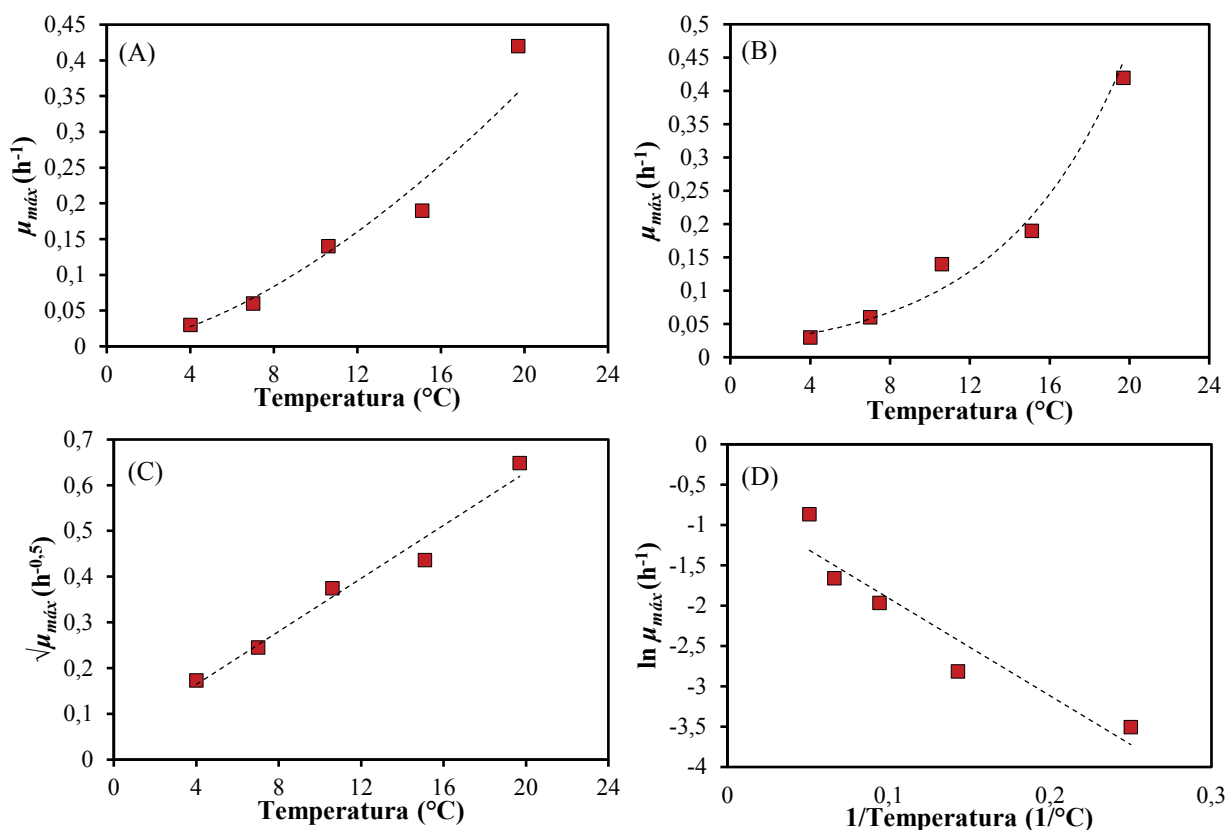 (A)
μmáx (h-1)
0,45
0,4
0,35
0,3
0,25
0,2
0,15
0,1
0,05
0
0 4 8 12 16 20 24
Temperatura (°C)
(B)
μmáx (h-1)
0,5
0,45
0,4
0,35
0,3
0,25
0,2
0,15
0,1
0,05
0
0 4 8 12 16 20 24
Temperatura (°C)
(C)
√μmáx (h-0,5)
0,7
0,6
0,5
0,4
0,3
0,2
0,1
0
0 4 8 12 16 20 24
Temperatura (°C)
(D)
ln μmáx (h-1)
0
-0,5
-1
-1,5
-2
-2,5
-3
-3,5
-4
0 0,1 0,2 0,3
1/Temperatura (1/°C)